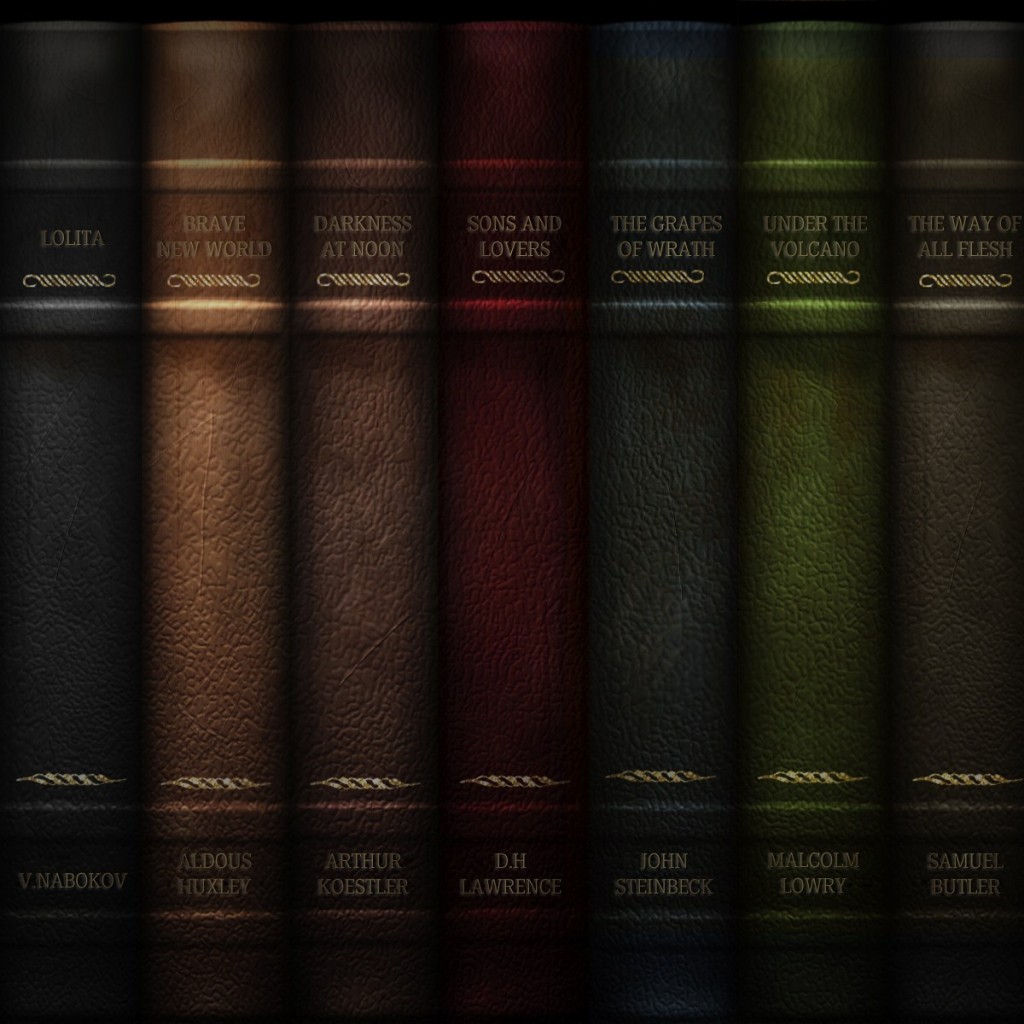 LOLITA
BRAVE
NEW WORLD
DARKNESS
AT NOON
SONS AND
LOVERS
THE GRAPES
OF WRATH
UNDER THE
VOLCANO
THE WAY OF
ALL FLESH
V.NABOKOV
ALDOUS
HUXLEY
ARTHUR
KOESTLER
D.H
LAWRENCE
JOHN
STEINBECK
MALCOLM
LOWRY
SAMUEL
BUTLER